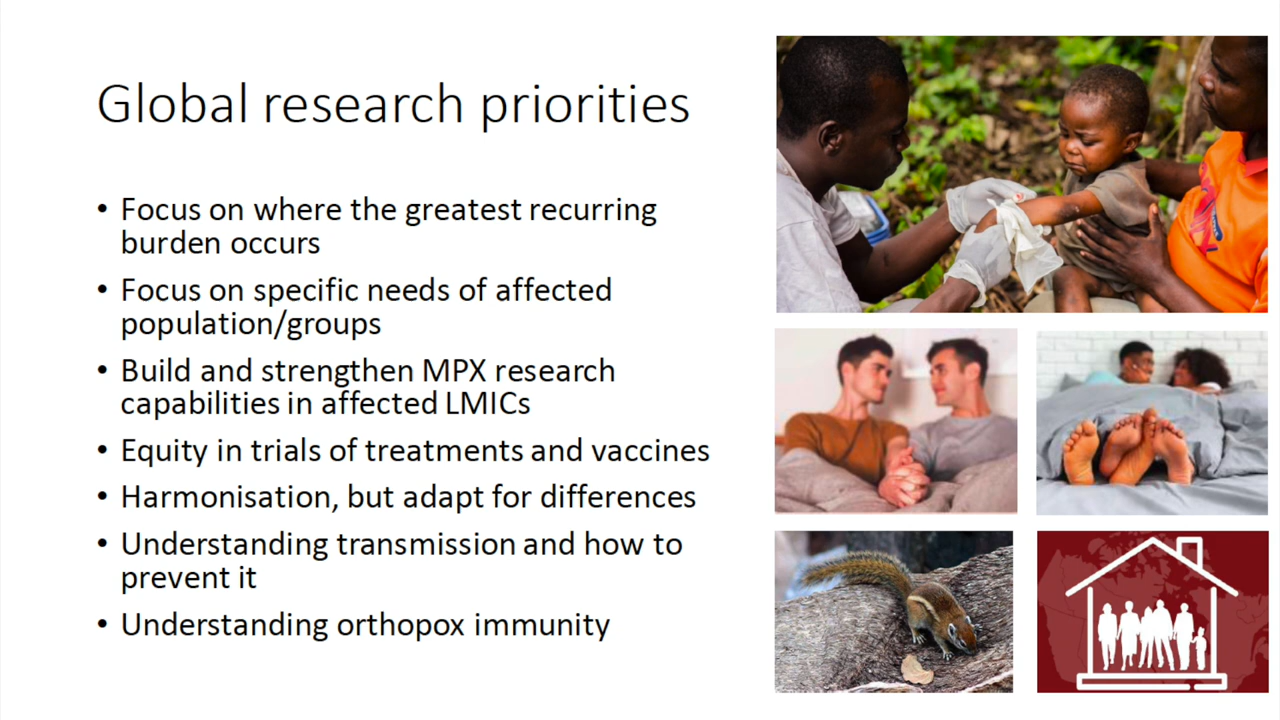 Global research priorities
• Focus on where the greatest recurring
burden occurs
• Focus on specific needs of affected
population/groups
• Build and strengthen MPX research
capabilities in affected LMICs
• Equity in trials of treatments and vaccines
• Harmonisation, but adapt for differences
• Understanding transmission and how to
prevent it
• Understanding orthopox immunity